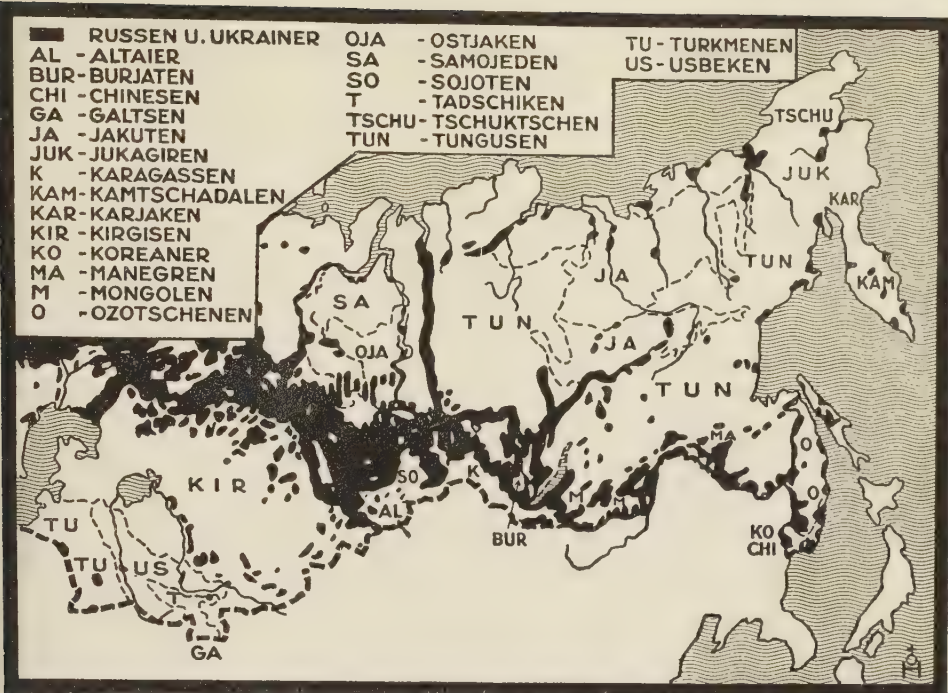 RUSSEN U. UKRAINER
AL - ALTAIER
BUR - BURJATEN
CHI - CHINESEN
GA - GALTSEN
JA - JAKUTEN
JUK - JUKAGIREN
K - KARAGASSEN
KAM - KAMTSCHADALEN
KAR - KARJAKEN
KIR - KIRGISEN
KO - KOREANER
MA - MANEGREN
M - MONGOLEN
O - OZOTSCHENEN
OJA - OSTJAKEN
SA - SAMOJEDEN
SO - SOJOTEN
T - TADSCHIKEN
TSCHU - TSCHUKTSCHEN
TUN - TUNGUSEN
TU - TURKMENEN
US - USBEKEN
TSCHU
JUK
KAR
KAM
TUN
JA
SA
TUN
OJA
JA
TUN
MA
O
O
KIR
SO
K
AL
M
M
BUR
KO
CHI
TU
TU
US
T
GA